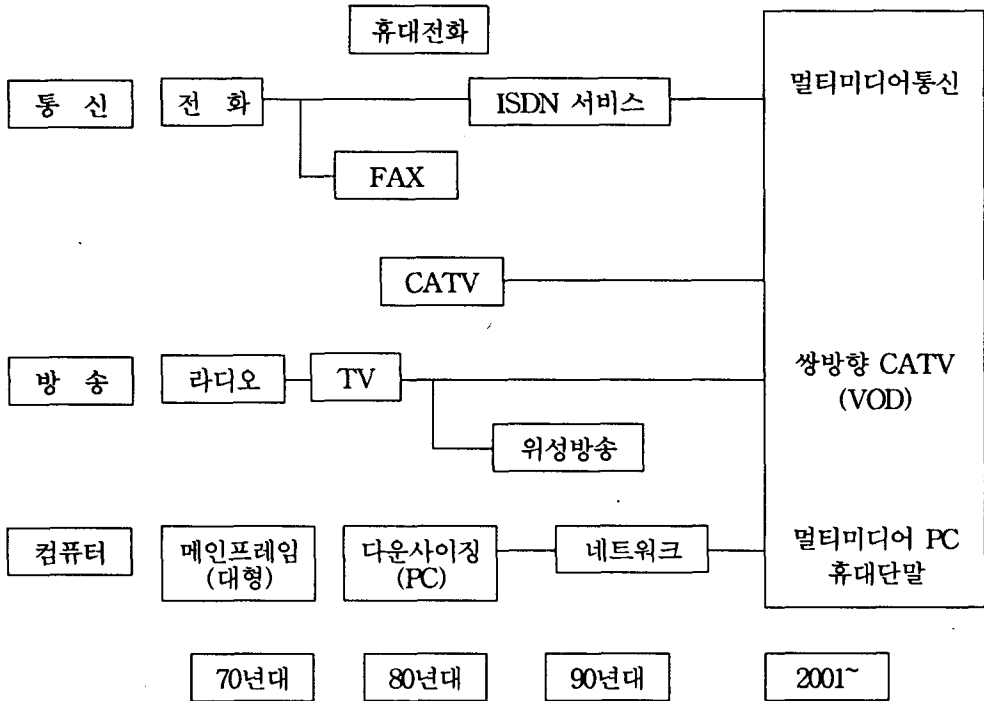 휴대전화
통 신
전 화
ISDN 서비스
멀티미디어통신
FAX
CATV
방 송
라디오
TV
쌍방향 CATV
(VOD)
위성방송
컴퓨터
메인프레임
(대형)
다운사이징
(PC)
네트워크
멀티미디어 PC
휴대단말
70년대
80년대
90년대
2001~